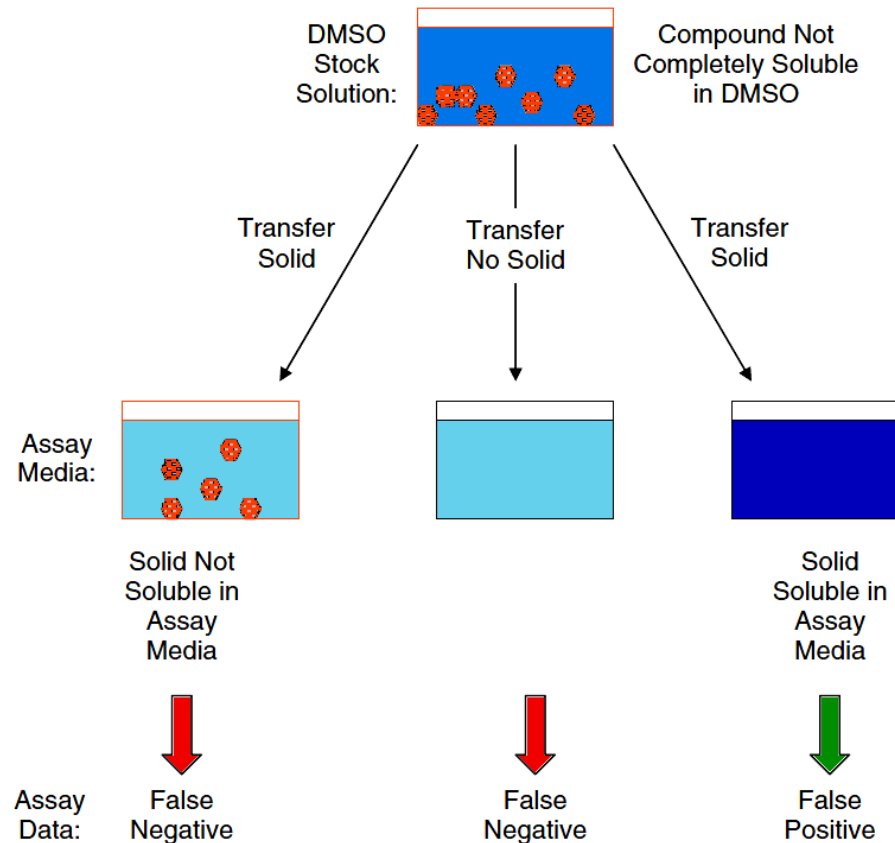 DMSO
Stock
Solution:
Compound Not
Completely Soluble
in DMSO
Transfer
Solid
Transfer
No Solid
Transfer
Solid
Assay
Media:
Solid Not
Soluble in
Assay
Media
Solid
Soluble in
Assay
Media
Assay
Data:
False
Negative
False
Negative
False
Positive